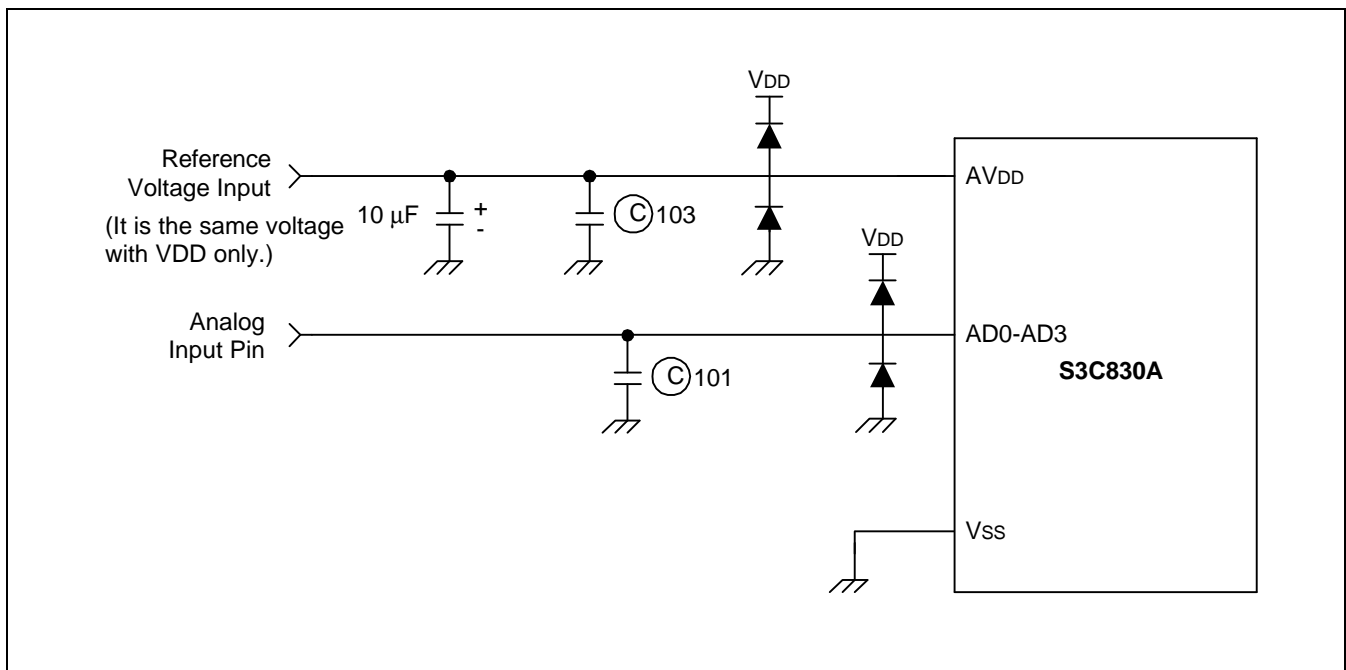 VDD
Reference
Voltage Input
(It is the same voltage
with VDD only.)
10 μF
+
-
C 103
AVDD
VDD
Analog
Input Pin
C 101
AD0-AD3
S3C830A
VSS